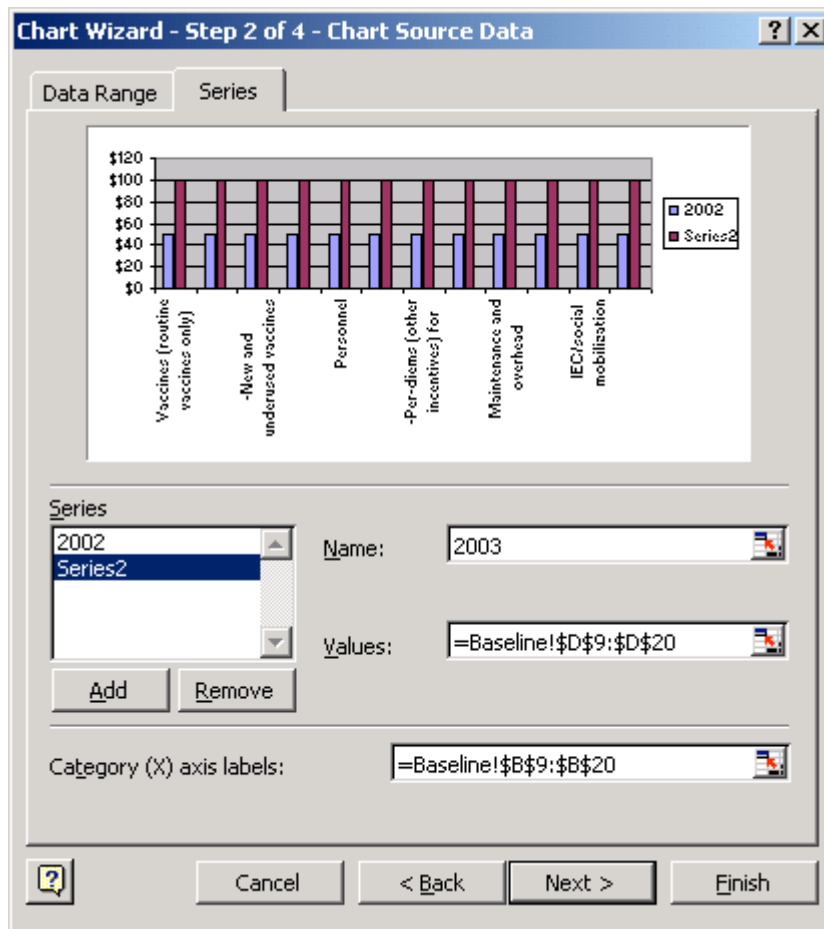 Chart Wizard - Step 2 of 4 - Chart Source Data
Data Range
Series
$120
$100
$80
$60
$40
$20
$0
2002
Series2
Vaccines (routine
vaccines only)
-New and
underused vaccines
Personnel
-Per-diems (other
incentives) for
Maintenance and
overhead
IEC/social
mobilization
Series
2002
Series2
Name:
2003
Values:
=Baseline!$D$9:$D$20
Add
Remove
Category (X) axis labels:
=Baseline!$B$9:$B$20
?
Cancel
< Back
Next >
Finish